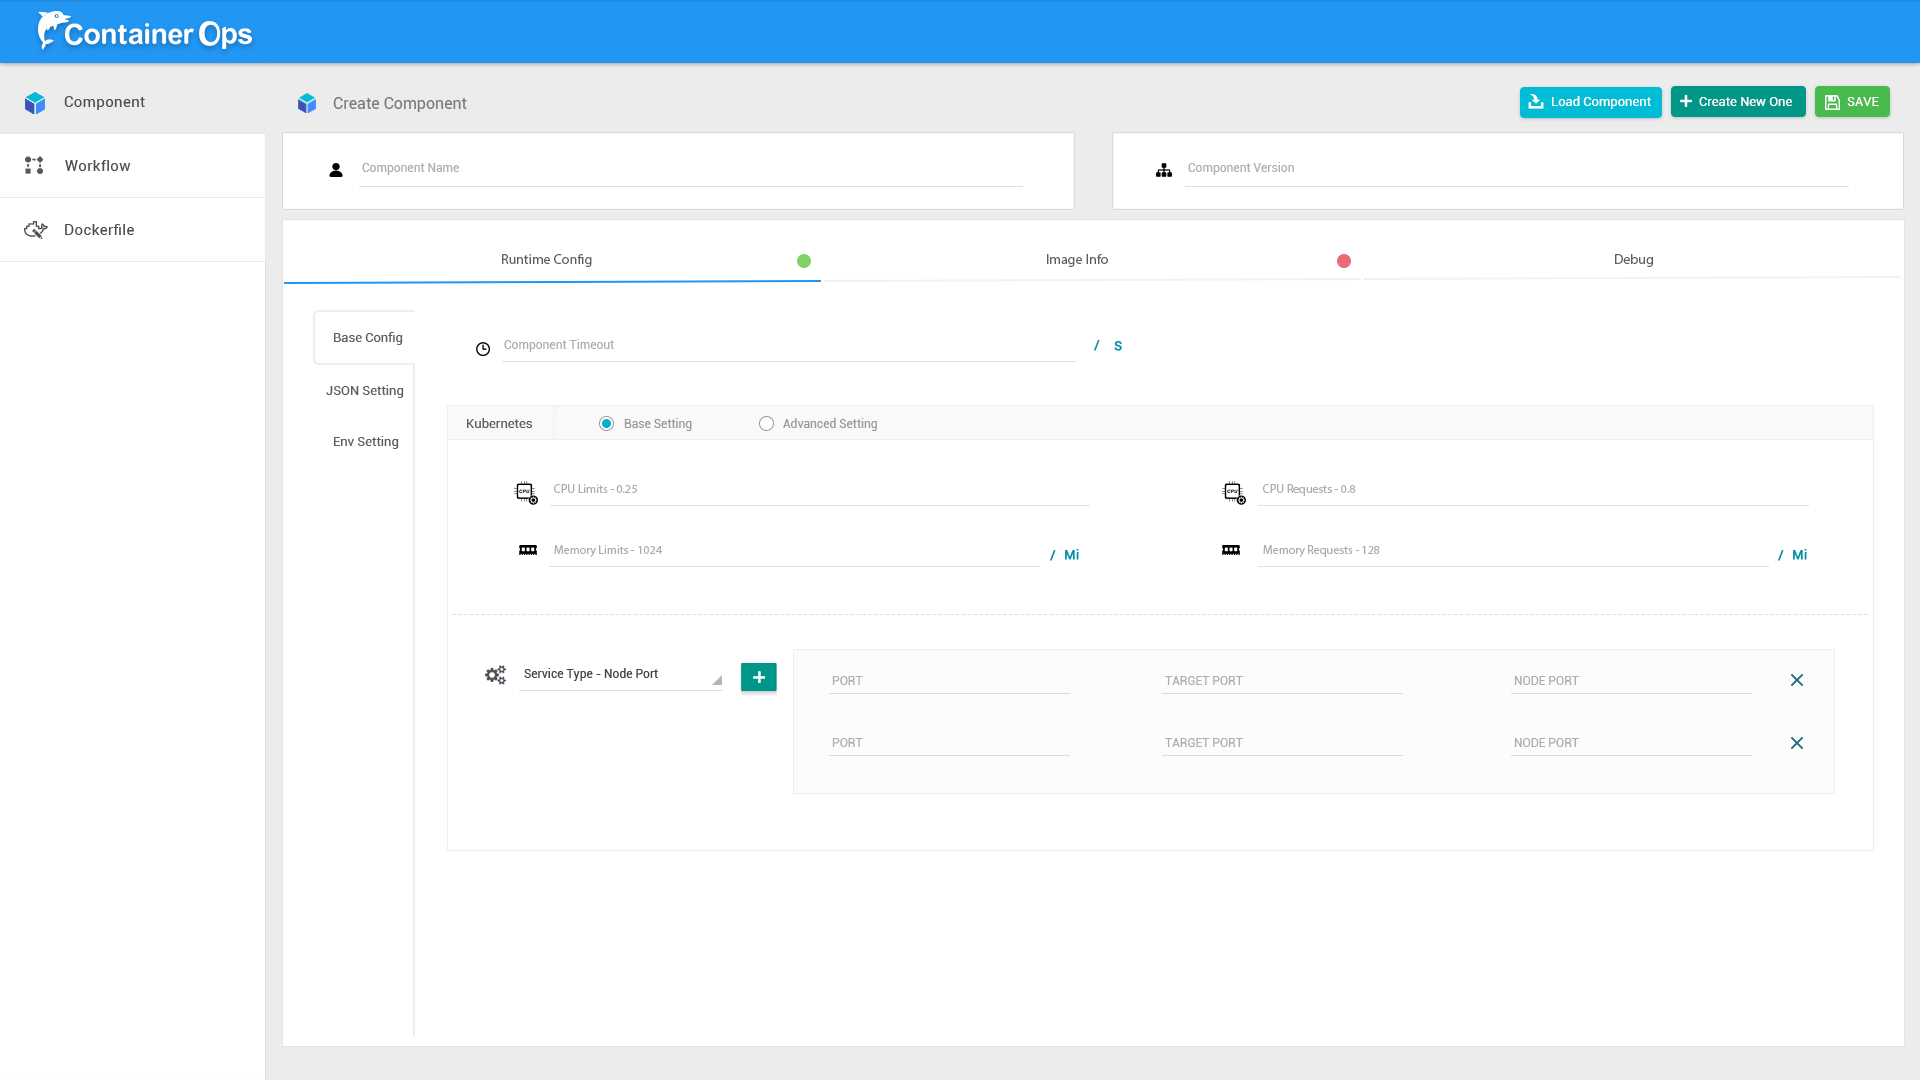 Container Ops
Component
Workflow
Dockerfile
Create Component
Load Component
Create New One
SAVE
Component Name
Component Version
Runtime Config
Image Info
Debug
Base Config
JSON Setting
Env Setting
Component Timeout
/ S
Kubernetes
Base Setting
Advanced Setting
CPU
CPU Limits - 0.25
CPU
CPU Requests - 0.8
Memory Limits - 1024
/ Mi
Memory Requests - 128
/ Mi
Service Type - Node Port
PORT
TARGET PORT
NODE PORT
PORT
TARGET PORT
NODE PORT